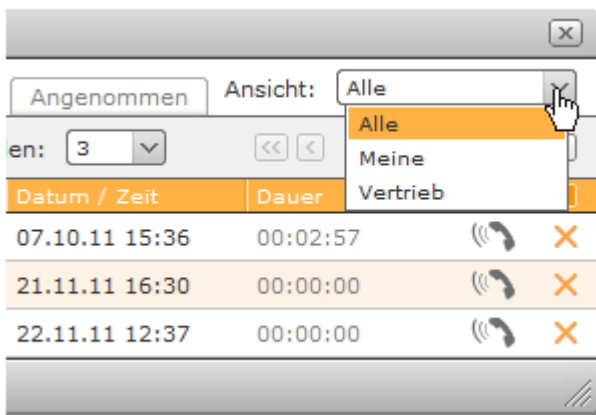 Angenommen Ansicht: Alle
Alle
en: 3
Meine
Vertrieb
Datum / Zeit Dauer
07.10.11 15:36 00:02:57
21.11.11 16:30 00:00:00
22.11.11 12:37 00:00:00